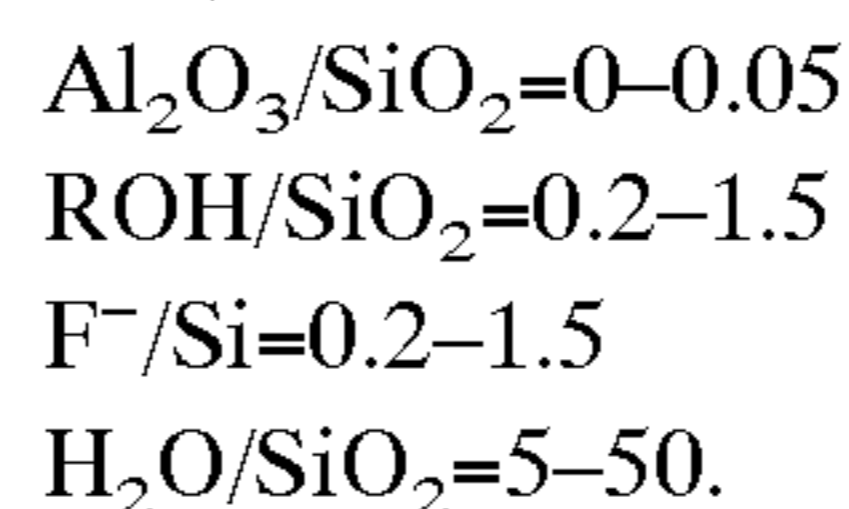 Al₂O₃/SiO₂=0–0.05
ROH/SiO₂=0.2–1.5
F⁻/Si=0.2–1.5
H₂O/SiO₂=5–50.